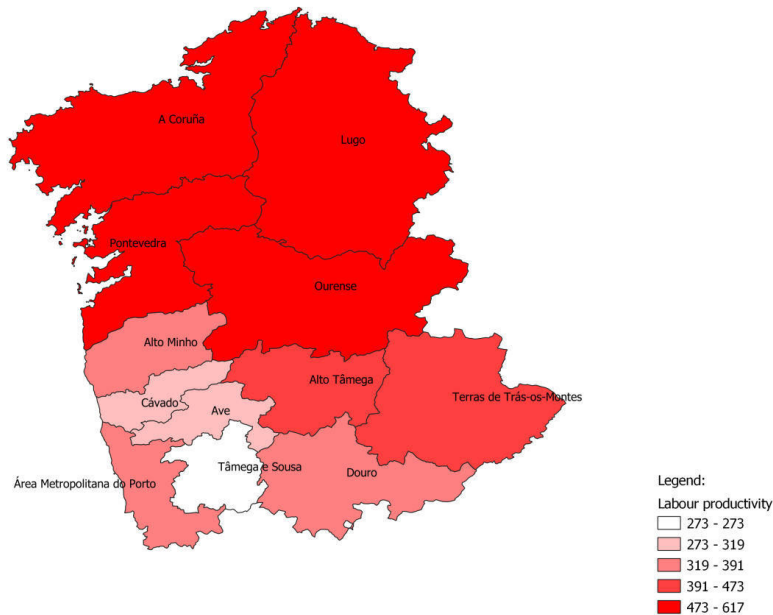 A Coruña
Lugo
Pontevedra
Ourense
Alto Minho
Alto Tâmega
Terras de Trás-os-Montes
Cávado
Ave
Tâmega e Sousa
Douro
Área Metropolitana do Porto
Legend:
Labour productivity
273 - 273
273 - 319
319 - 391
391 - 473
473 - 617